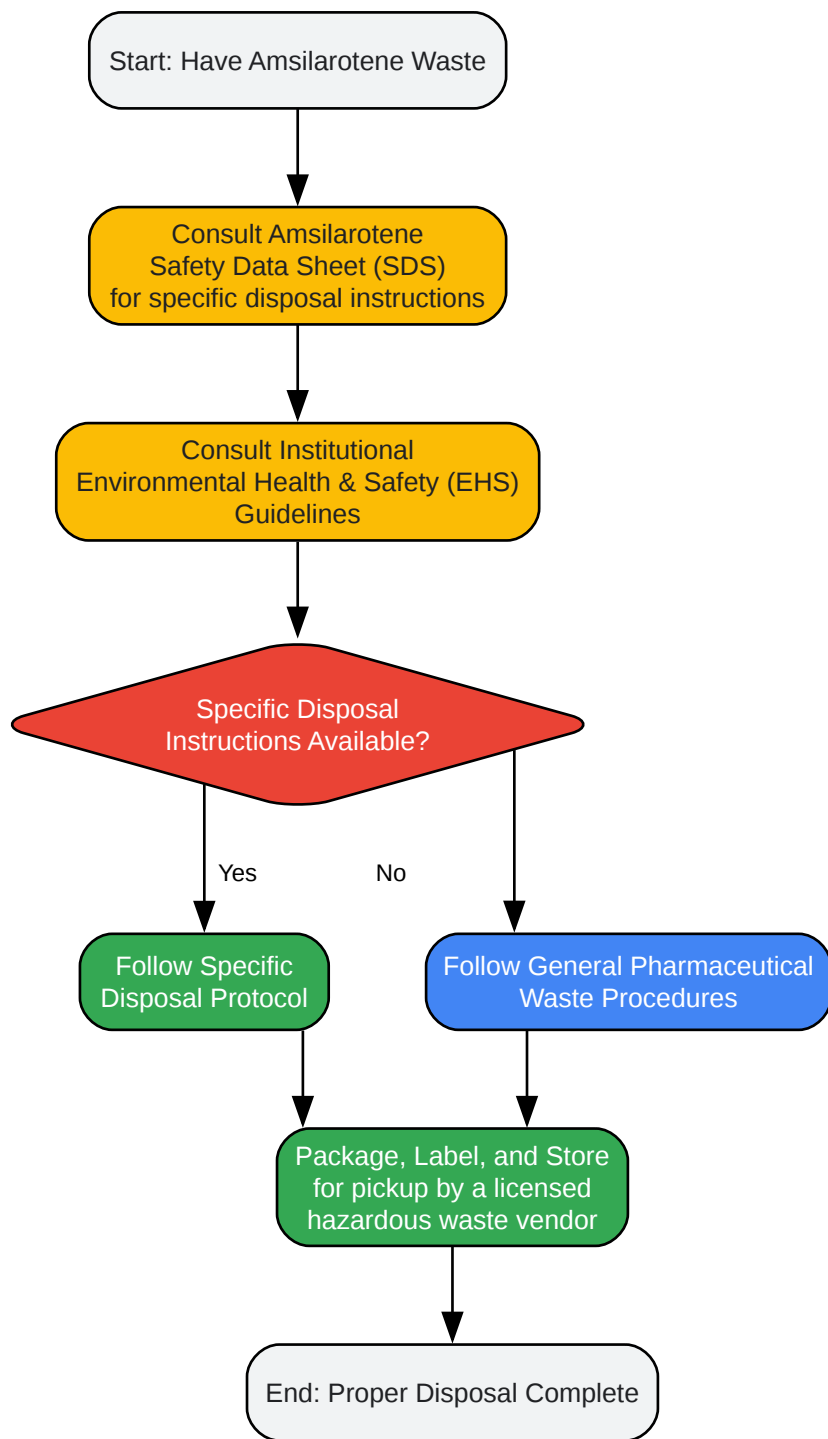 Start: Have Amsilarotene Waste
Consult Amsilarotene
Safety Data Sheet (SDS)
for specific disposal instructions
Consult Institutional
Environmental Health & Safety (EHS)
Guidelines
Specific Disposal
Instructions Available?
Yes
No
Follow Specific
Disposal Protocol
Follow General Pharmaceutical
Waste Procedures
Package, Label, and Store
for pickup by a licensed
hazardous waste vendor
End: Proper Disposal Complete